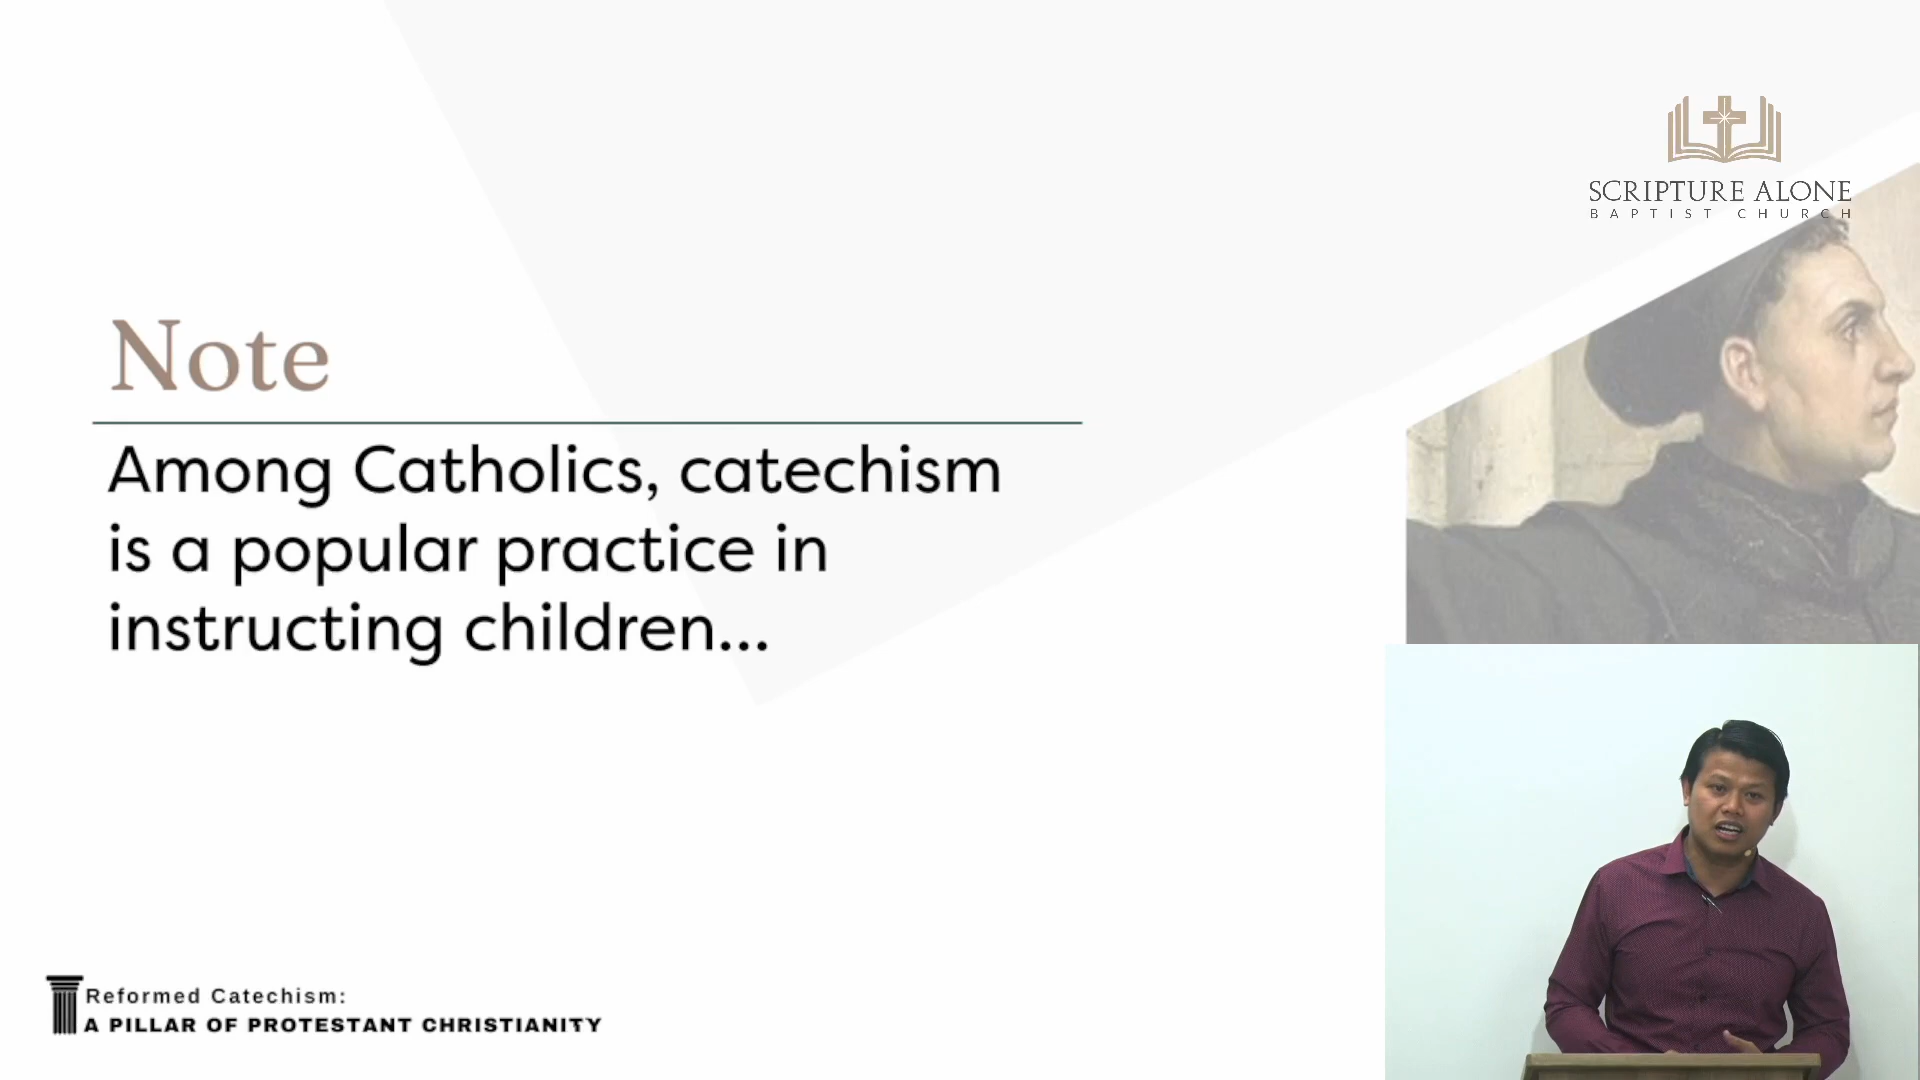 SCRIPTURE ALONE
BAPTIST CHURCH
Note
Among Catholics, catechism
is a popular practice in
instructing children...
Reformed Catechism:
A PILLAR OF PROTESTANT CHRISTIANITY